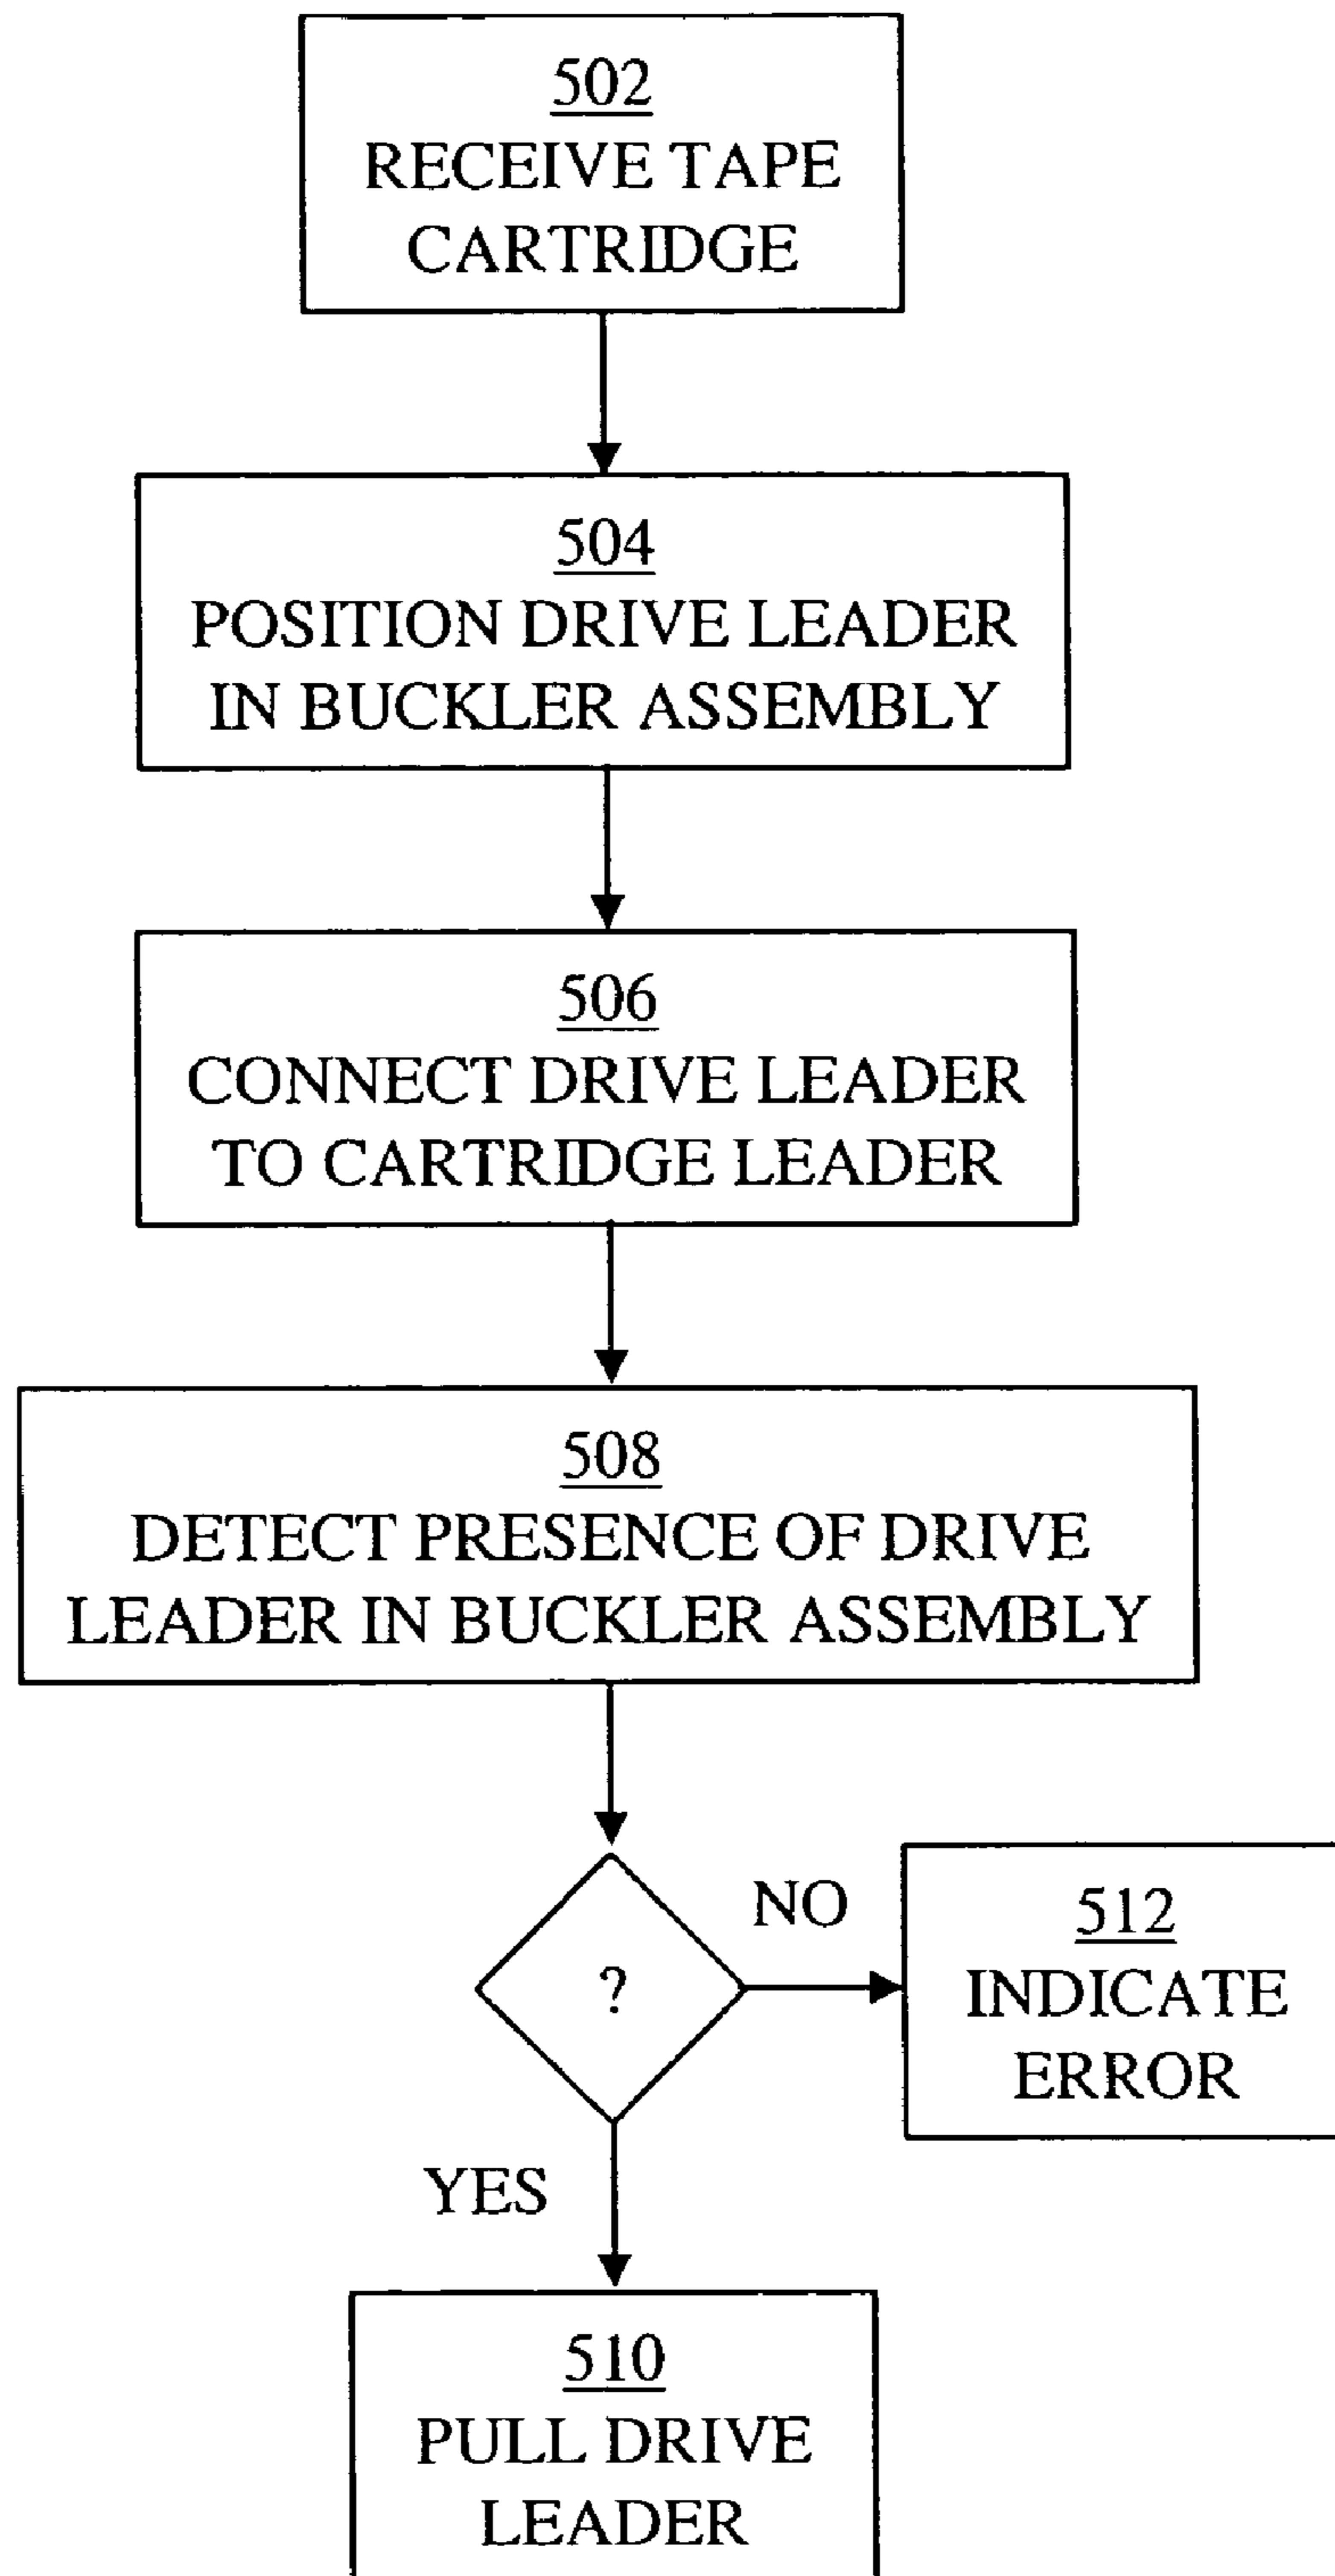 502
RECEIVE TAPE
CARTRIDGE
504
POSITION DRIVE LEADER
IN BUCKLER ASSEMBLY
506
CONNECT DRIVE LEADER
TO CARTRIDGE LEADER
508
DETECT PRESENCE OF DRIVE
LEADER IN BUCKLER ASSEMBLY
?
NO
512
INDICATE
ERROR
YES
510
PULL DRIVE
LEADER